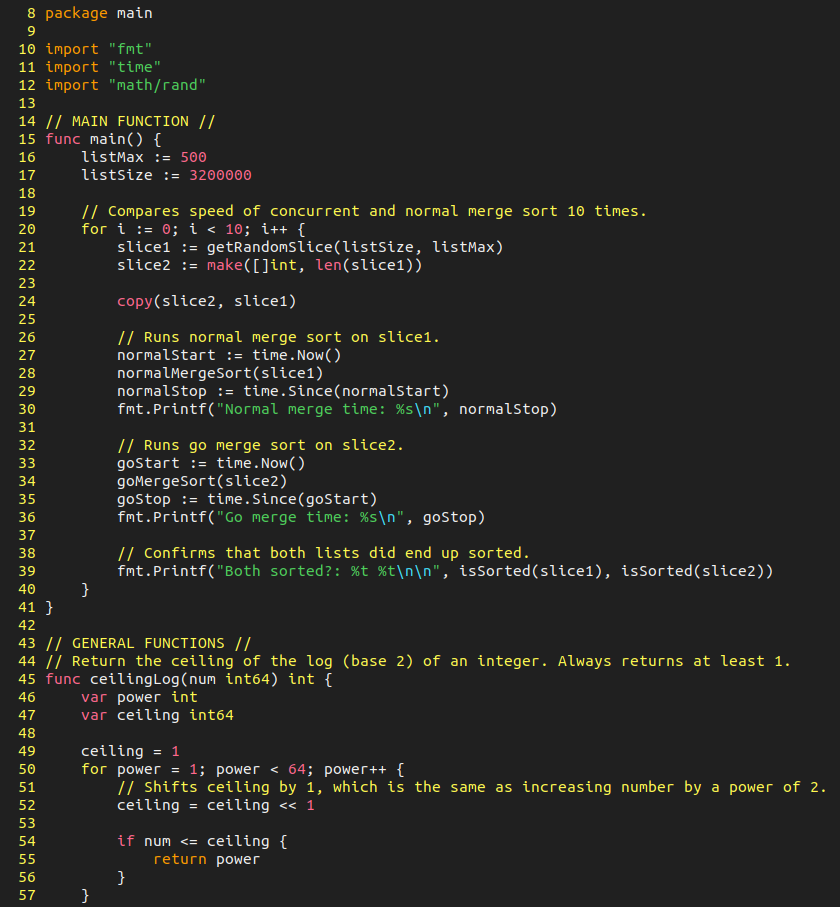 8 package main
9
10 import "fmt"
11 import "time"
12 import "math/rand"
13
14 // MAIN FUNCTION //
15 func main() {
16     listMax := 500
17     listSize := 3200000
18
19     // Compares speed of concurrent and normal merge sort 10 times.
20     for i := 0; i < 10; i++ {
21         slice1 := getRandomSlice(listSize, listMax)
22         slice2 := make([]int, len(slice1))
23
24         copy(slice2, slice1)
25
26         // Runs normal merge sort on slice1.
27         normalStart := time.Now()
28         normalMergeSort(slice1)
29         normalStop := time.Since(normalStart)
30         fmt.Printf("Normal merge time: %s\n", normalStop)
31
32         // Runs go merge sort on slice2.
33         goStart := time.Now()
34         goMergeSort(slice2)
35         goStop := time.Since(goStart)
36         fmt.Printf("Go merge time: %s\n", goStop)
37
38         // Confirms that both lists did end up sorted.
39         fmt.Printf("Both sorted?: %t %t\n\n", isSorted(slice1), isSorted(slice2))
40     }
41 }
42
43 // GENERAL FUNCTIONS //
44 // Return the ceiling of the log (base 2) of an integer. Always returns at least 1.
45 func ceilingLog(num int64) int {
46     var power int
47     var ceiling int64
48
49     ceiling = 1
50     for power = 1; power < 64; power++ {
51         // Shifts ceiling by 1, which is the same as increasing number by a power of 2.
52         ceiling = ceiling << 1
53
54         if num <= ceiling {
55             return power
56         }
57     }